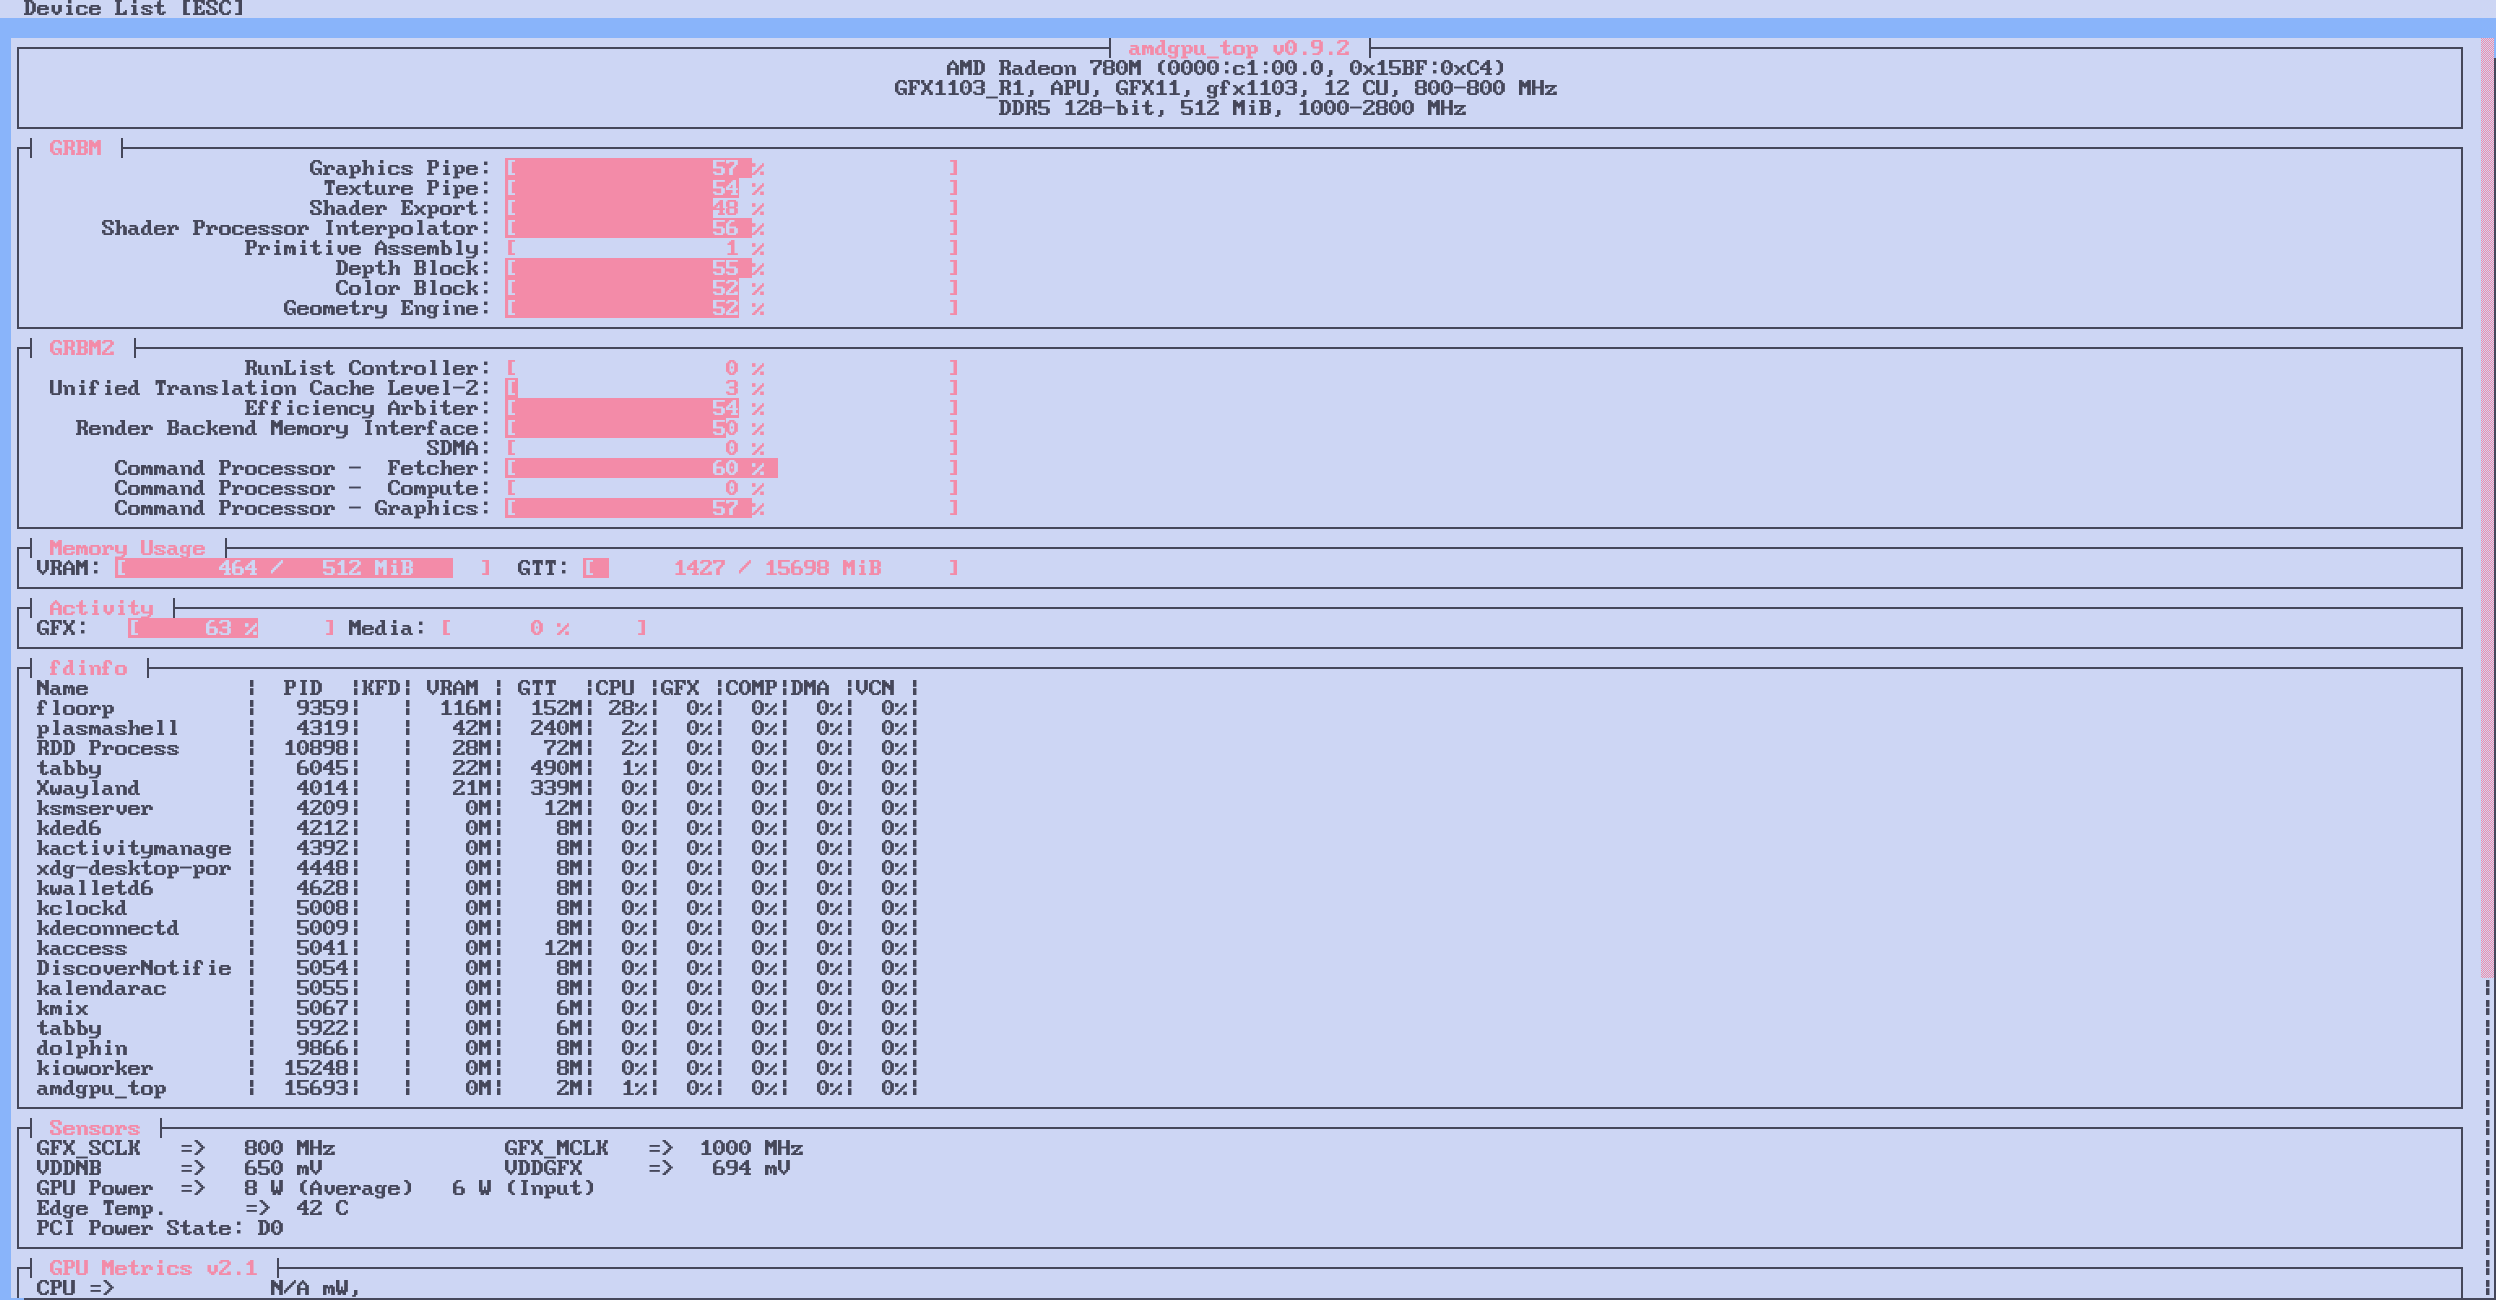 Device List [ESC]
amdgpu_top v0.9.2
AMD Radeon 780M (0000:c1:00.0, 0x15BF:0xC4)
GFX1103_R1, APU, GFX11, gfx1103, 12 CU, 800-800 MHz
DDR5 128-bit, 512 MiB, 1000-2800 MHz
GRBM
Graphics Pipe: [ 57 % ]
Texture Pipe: [ 54 % ]
Shader Export: [ 48 % ]
Shader Processor Interpolator: [ 56 % ]
Primitive Assembly: [ 1 % ]
Depth Block: [ 55 % ]
Color Block: [ 52 % ]
Geometry Engine: [ 52 % ]
GRBM2
RunList Controller: [ 0 % ]
Unified Translation Cache Level-2: [ 3 % ]
Efficiency Arbiter: [ 54 % ]
Render Backend Memory Interface: [ 50 % ]
SDMA: [ 0 % ]
Command Processor -  Fetcher: [ 60 % ]
Command Processor -  Compute: [ 0 % ]
Command Processor - Graphics: [ 57 % ]
Memory Usage
VRAM: [ 464 / 512 MiB ] GTT: [ 1427 / 15698 MiB ]
Activity
GFX: [ 63 % ] Media: [ 0 % ]
fdinfo
Name | PID |KFD| VRAM | GTT |CPU |GFX |COMP|DMA |VCN |
floorp | 9359| | 116M| 152M| 28%| 0%| 0%| 0%| 0%|
plasmashell | 4319| | 42M| 240M| 2%| 0%| 0%| 0%| 0%|
RDD Process | 10898| | 28M| 72M| 2%| 0%| 0%| 0%| 0%|
tabby | 6045| | 22M| 490M| 1%| 0%| 0%| 0%| 0%|
Xwayland | 4014| | 21M| 339M| 0%| 0%| 0%| 0%| 0%|
ksmserver | 4209| | 0M| 12M| 0%| 0%| 0%| 0%| 0%|
kded6 | 4212| | 0M| 8M| 0%| 0%| 0%| 0%| 0%|
kactivitymanage | 4392| | 0M| 8M| 0%| 0%| 0%| 0%| 0%|
xdg-desktop-por | 4448| | 0M| 8M| 0%| 0%| 0%| 0%| 0%|
kwalletd6 | 4628| | 0M| 8M| 0%| 0%| 0%| 0%| 0%|
kclockd | 5008| | 0M| 8M| 0%| 0%| 0%| 0%| 0%|
kdeconnectd | 5009| | 0M| 8M| 0%| 0%| 0%| 0%| 0%|
kaccess | 5041| | 0M| 12M| 0%| 0%| 0%| 0%| 0%|
DiscoverNotifie | 5054| | 0M| 8M| 0%| 0%| 0%| 0%| 0%|
kalendarac | 5055| | 0M| 8M| 0%| 0%| 0%| 0%| 0%|
kmix | 5067| | 0M| 6M| 0%| 0%| 0%| 0%| 0%|
tabby | 5922| | 0M| 6M| 0%| 0%| 0%| 0%| 0%|
dolphin | 9866| | 0M| 8M| 0%| 0%| 0%| 0%| 0%|
kioworker | 15248| | 0M| 8M| 0%| 0%| 0%| 0%| 0%|
amdgpu_top | 15693| | 0M| 2M| 1%| 0%| 0%| 0%| 0%|
Sensors
GFX_SCLK => 800 MHz GFX_MCLK => 1000 MHz
VDDNB => 650 mV VDDGFX => 694 mV
GPU Power => 8 W (Average) 6 W (Input)
Edge Temp. => 42 C
PCI Power State: D0
GPU Metrics v2.1
CPU => N/A mW,